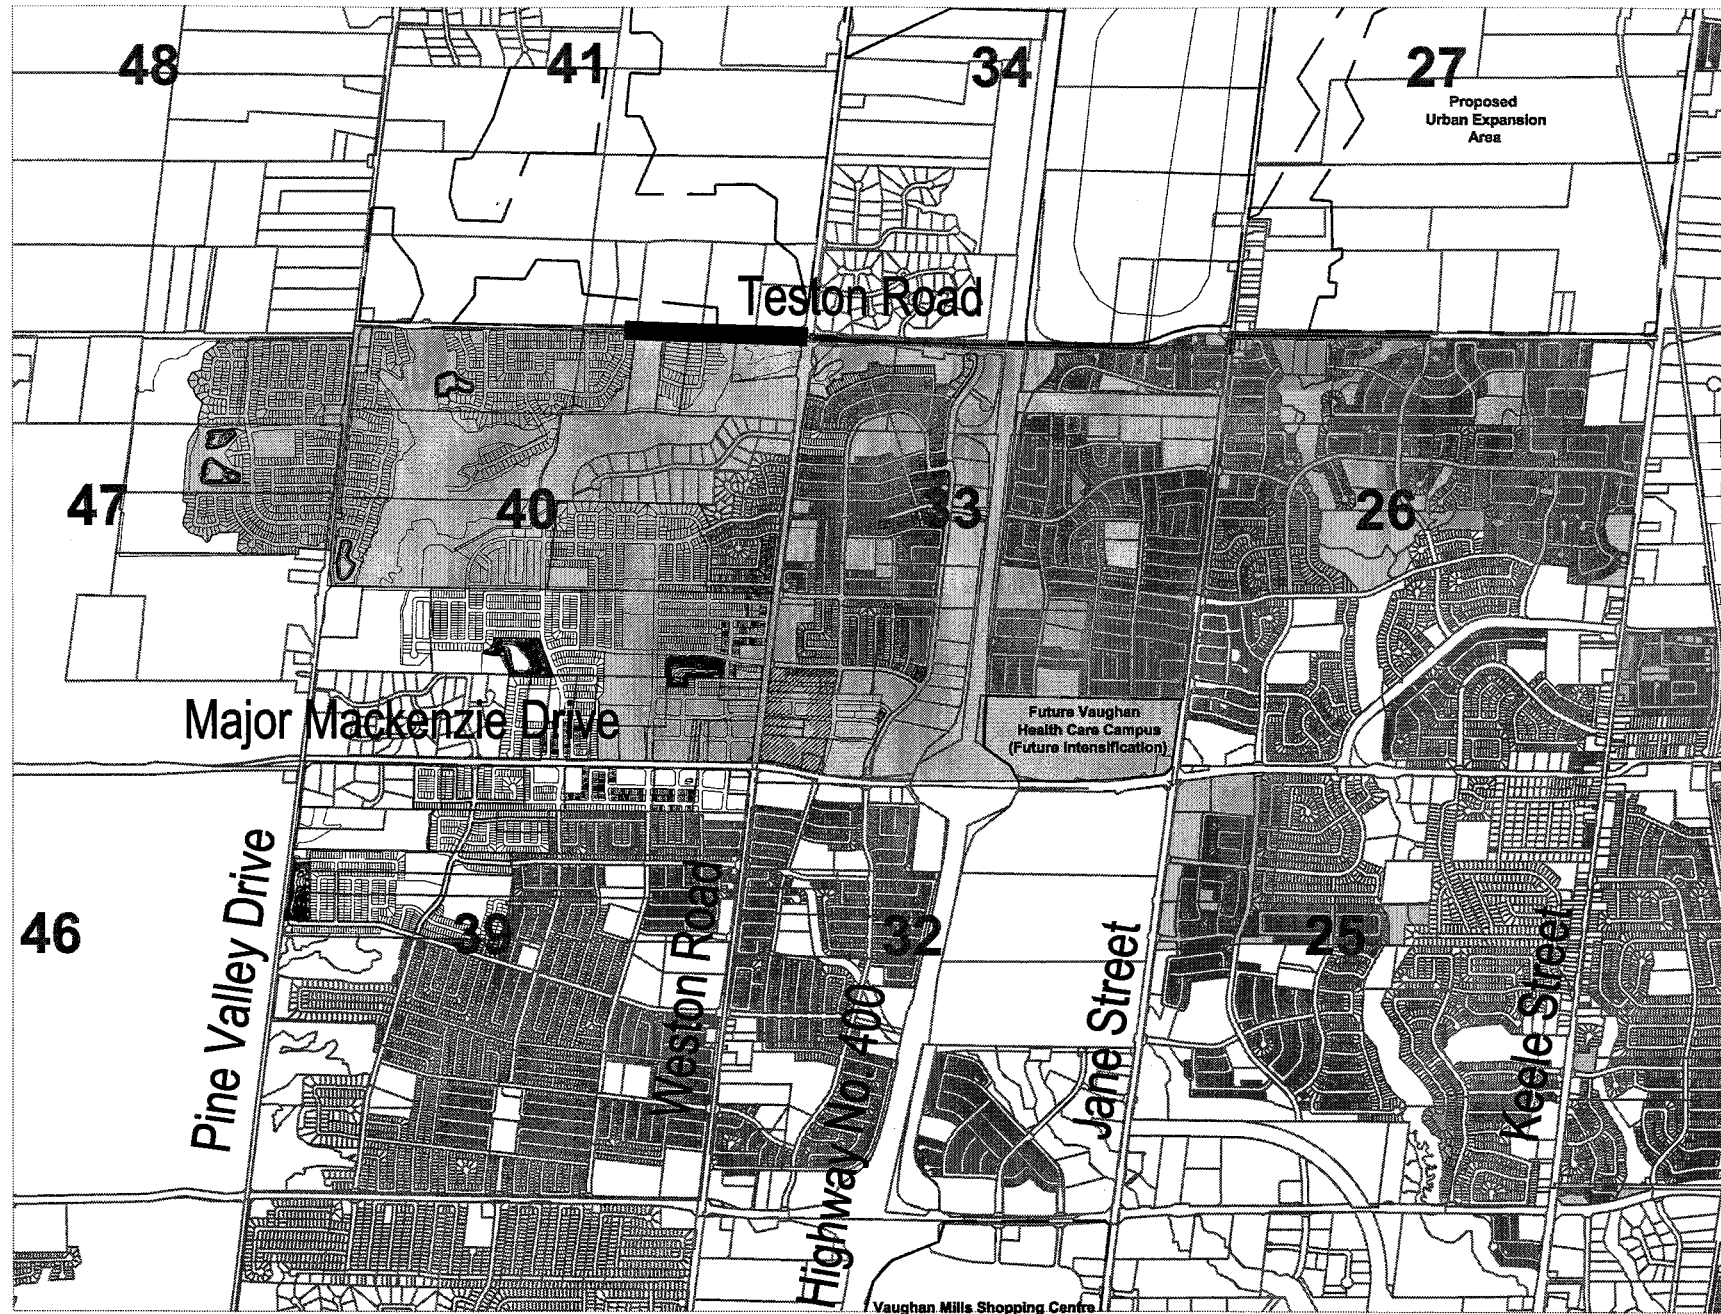 48
41
34
27
Proposed
Urban Expansion
Area
Teston Road
47
40
33
26
Major Mackenzie Drive
Future Vaughan
Health Care Campus
(Future Intensification)
46
39
32
25
Pine Valley Drive
Weston Road
Highway No. 400
Jane Street
Keele Street
Vaughan Mills Shopping Centre